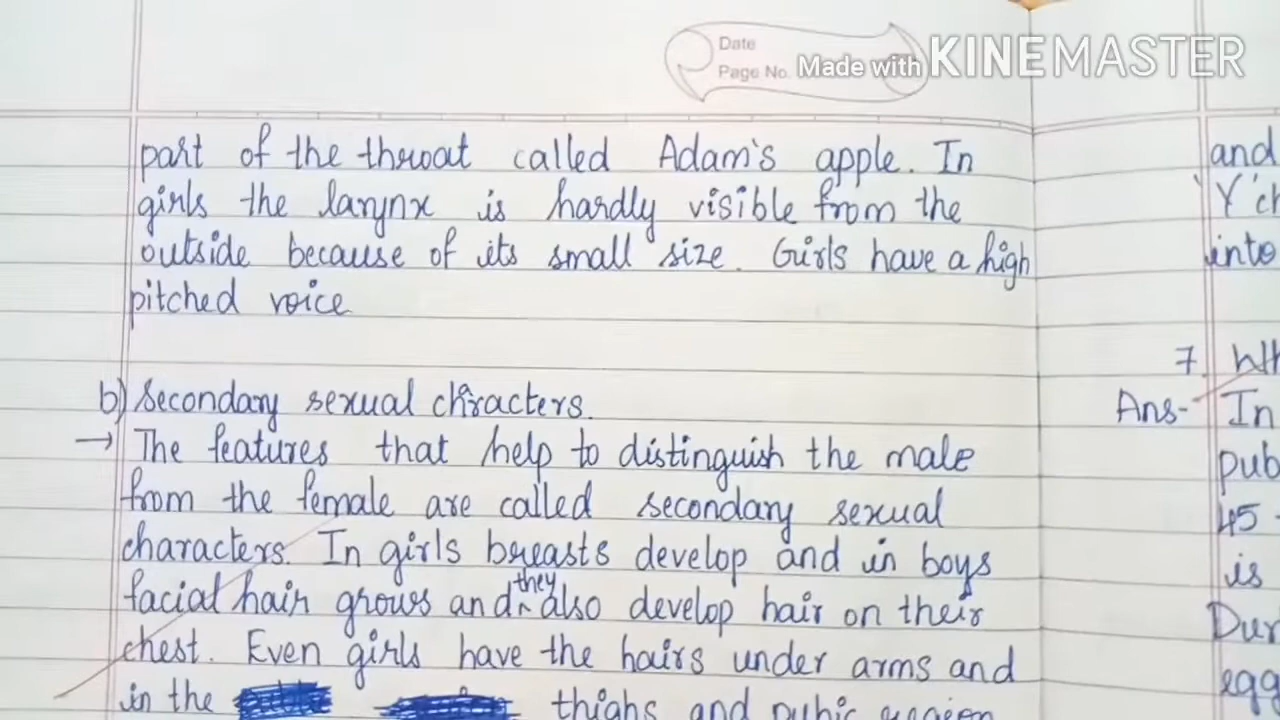 Date
Page No.
Made with KINEMASTER
part of the throat called Adam's apple. In
girls the larynx is hardly visible from the
outside because of its small size. Girls have a high
pitched voice
b) Secondary sexual chracters.
→ The features that help to distinguish the male
from the female are called secondary sexual
characters. In girls breasts develop and in boys
facial hair grows and they also develop hair on their
chest. Even girls have the hairs under arms and
in the thighs and pubic region
and
into
7.
Ans- In
45
is